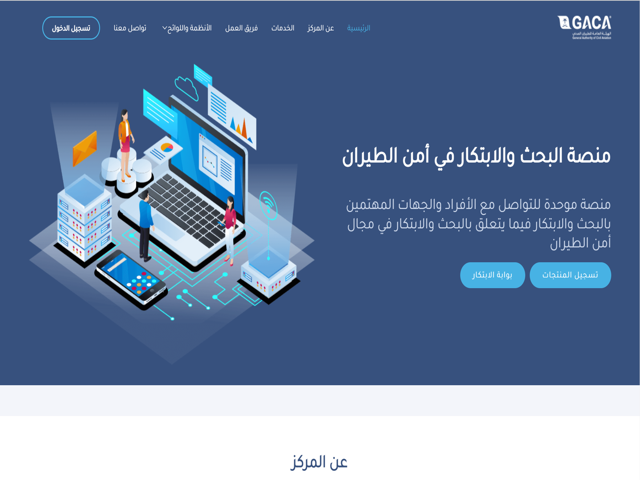 GACA
الهيئة العامة للطيران المدني
General Authority of Civil Aviation
الرئيسية
عن المركز
الخدمات
فريق العمل
الأنظمة واللوائح
تواصل معنا
تسجيل الدخول
منصة البحث والابتكار في أمن الطيران
منصة موحدة للتواصل مع الأفراد والجهات المهتمين
بالبحث والابتكار فيما يتعلق بالبحث والابتكار في مجال
أمن الطيران
تسجيل المنتجات
بوابة الابتكار
عن المركز